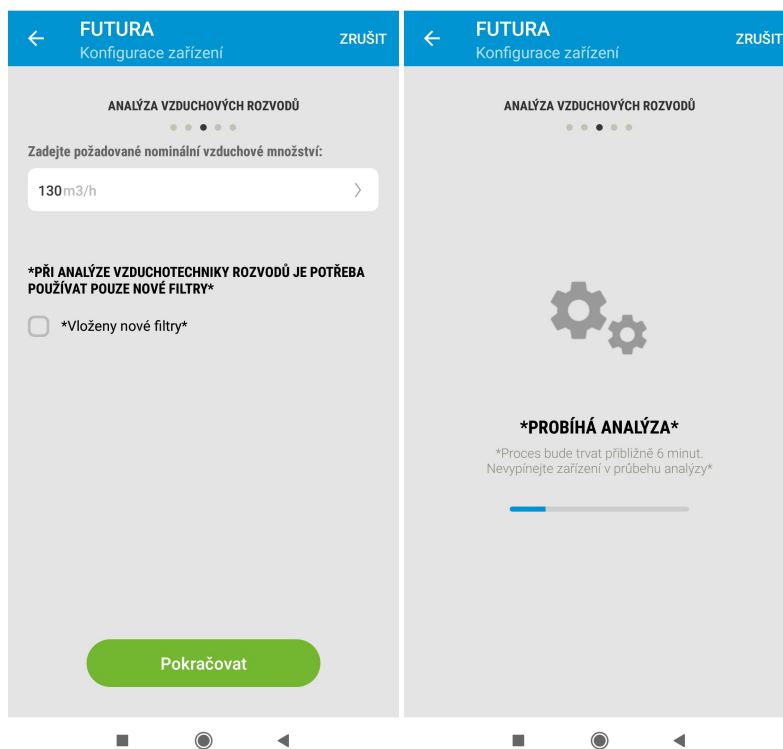 FUTURA
Konfigurace zařízení
ZRUŠIT
ANALÝZA VZDUCHOVÝCH ROZVODŮ
Zadejte požadované nominální vzduchové množství:
130 m3/h
*PŘI ANALÝZE VZDUCHOTECHNIKY ROZVODŮ JE POTŘEBA
POUŽÍVAT POUZE NOVÉ FILTRY*
*Vloženy nové filtry*
Pokračovat
FUTURA
Konfigurace zařízení
ZRUŠIT
ANALÝZA VZDUCHOVÝCH ROZVODŮ
*PROBÍHÁ ANALÝZA*
*Proces bude trvat přibližně 6 minut.
Nevypínejte zařízení v průbehu analýzy*